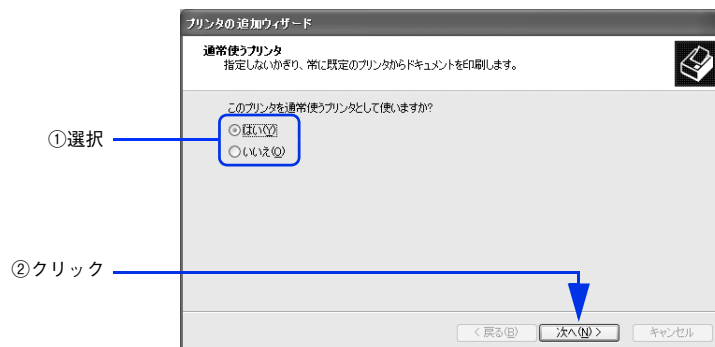 プリンタの追加ウィザード
通常使うプリンタ
指定しないかぎり、常に既定のプリンタからドキュメントを印刷します。
このプリンタを通常使うプリンタとして使いますか?
①選択
はい(Y)
いいえ(O)
②クリック
< 戻る(B)
次へ(N) >
キャンセル